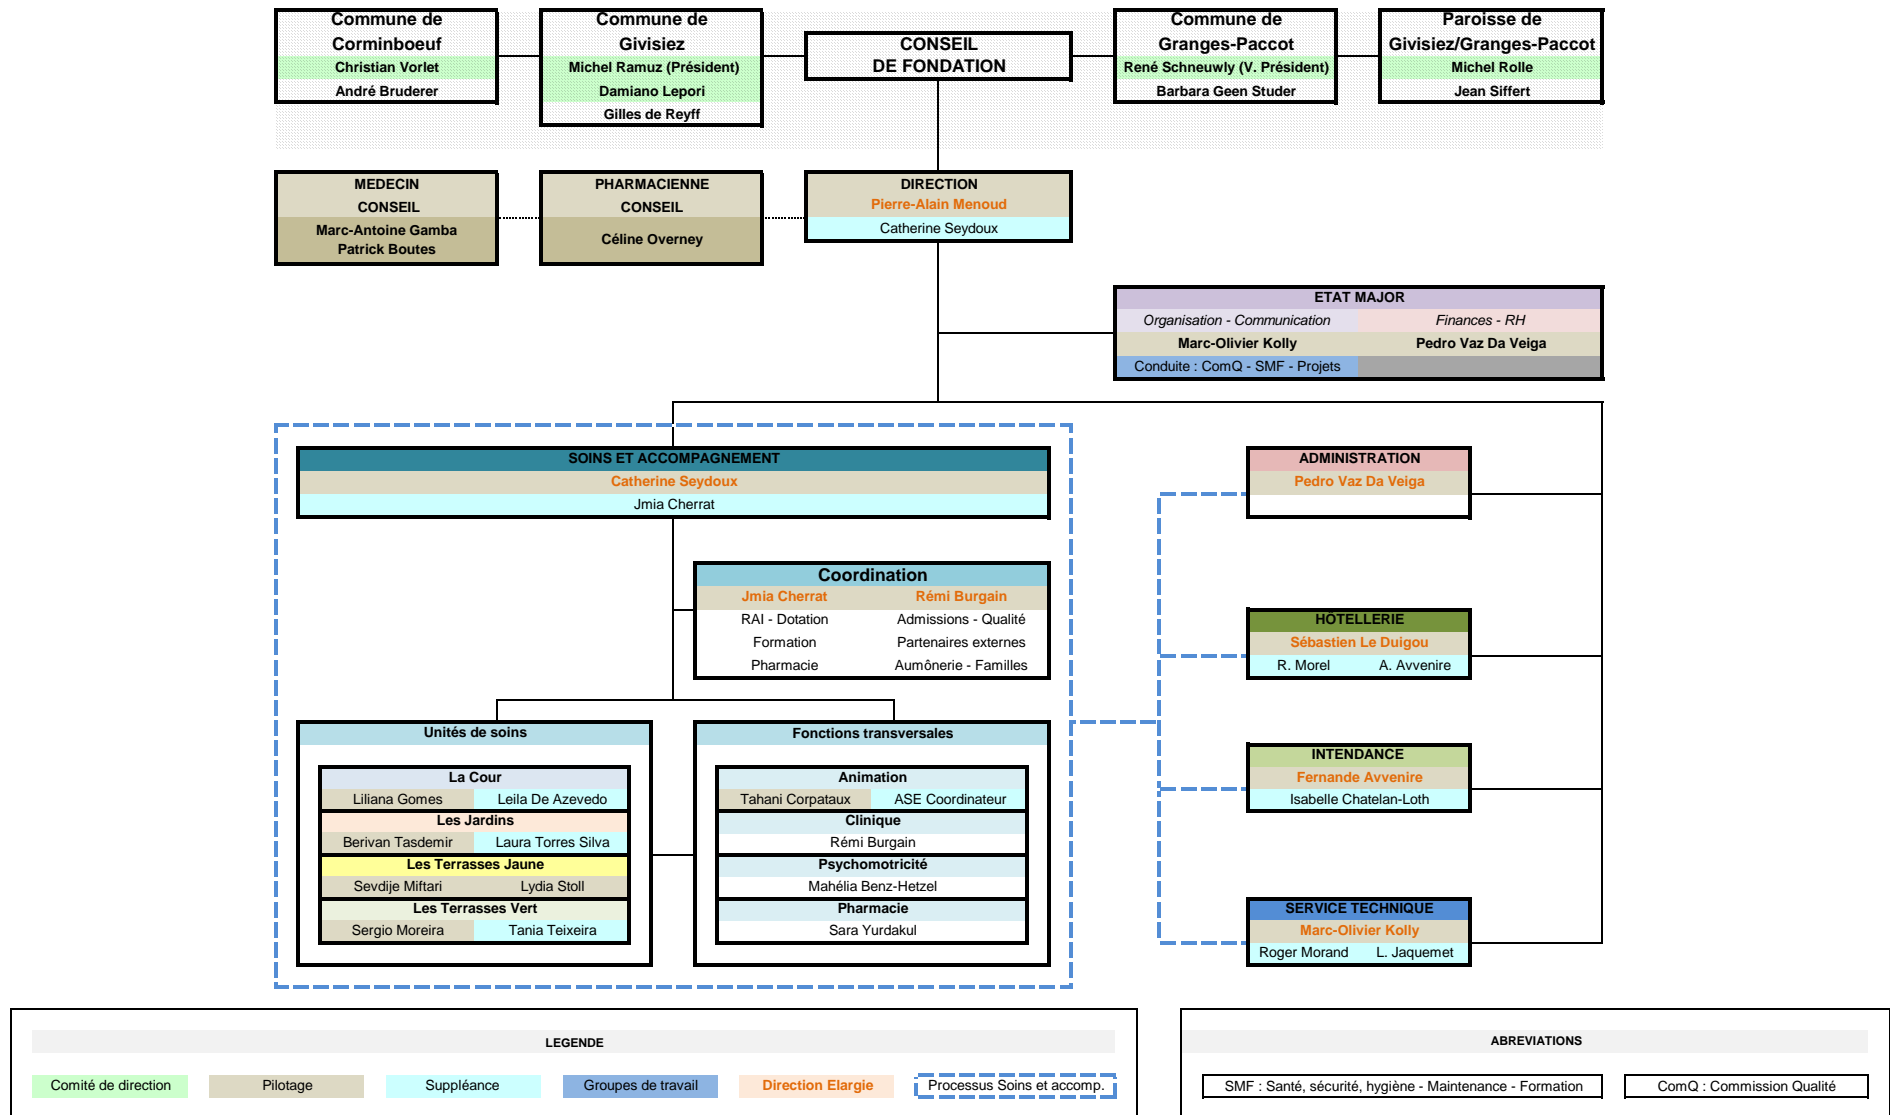 Commune de
Corminboeuf
Christian Vorlet
André Bruderer
Commune de
Givisiez
Michel Ramuz (Président)
Damiano Lepori
Gilles de Reyff
CONSEIL
DE FONDATION
Commune de
Granges-Paccot
René Schneuwly (V. Président)
Barbara Geen Studer
Paroisse de
Givisiez/Granges-Paccot
Michel Rolle
Jean Siffert
MEDECIN
CONSEIL
Marc-Antoine Gamba
Patrick Boutes
PHARMACIENNE
CONSEIL
Céline Overney
DIRECTION
Pierre-Alain Menoud
Catherine Seydoux
ETAT MAJOR
Organisation - Communication
Finances - RH
Marc-Olivier Kolly
Pedro Vaz Da Veiga
Conduite : ComQ - SMF - Projets
SOINS ET ACCOMPAGNEMENT
Catherine Seydoux
Jmia Cherrat
Coordination
Jmia Cherrat
Rémi Burgain
RAI - Dotation
Admissions - Qualité
Formation
Partenaires externes
Pharmacie
Aumônerie - Familles
Unités de soins
La Cour
Liliana Gomes
Leila De Azevedo
Les Jardins
Berivan Tasdemir
Laura Torres Silva
Les Terrasses Jaune
Sevdije Miftari
Lydia Stoll
Les Terrasses Vert
Sergio Moreira
Tania Teixeira
Fonctions transversales
Animation
Tahani Corpataux
ASE Coordinateur
Clinique
Rémi Burgain
Psychomotricité
Mahélia Benz-Hetzel
Pharmacie
Sara Yurdakul
ADMINISTRATION
Pedro Vaz Da Veiga
HÔTELLERIE
Sébastien Le Duigou
R. Morel
A. Avvenire
INTENDANCE
Fernande Avvenire
Isabelle Chatelan-Loth
SERVICE TECHNIQUE
Marc-Olivier Kolly
Roger Morand
L. Jaquemet
LEGENDE
Comité de direction
Pilotage
Suppléance
Groupes de travail
Direction Elargie
Processus Soins et accomp.
ABREVIATIONS
SMF : Santé, sécurité, hygiène - Maintenance - Formation
ComQ : Commission Qualité